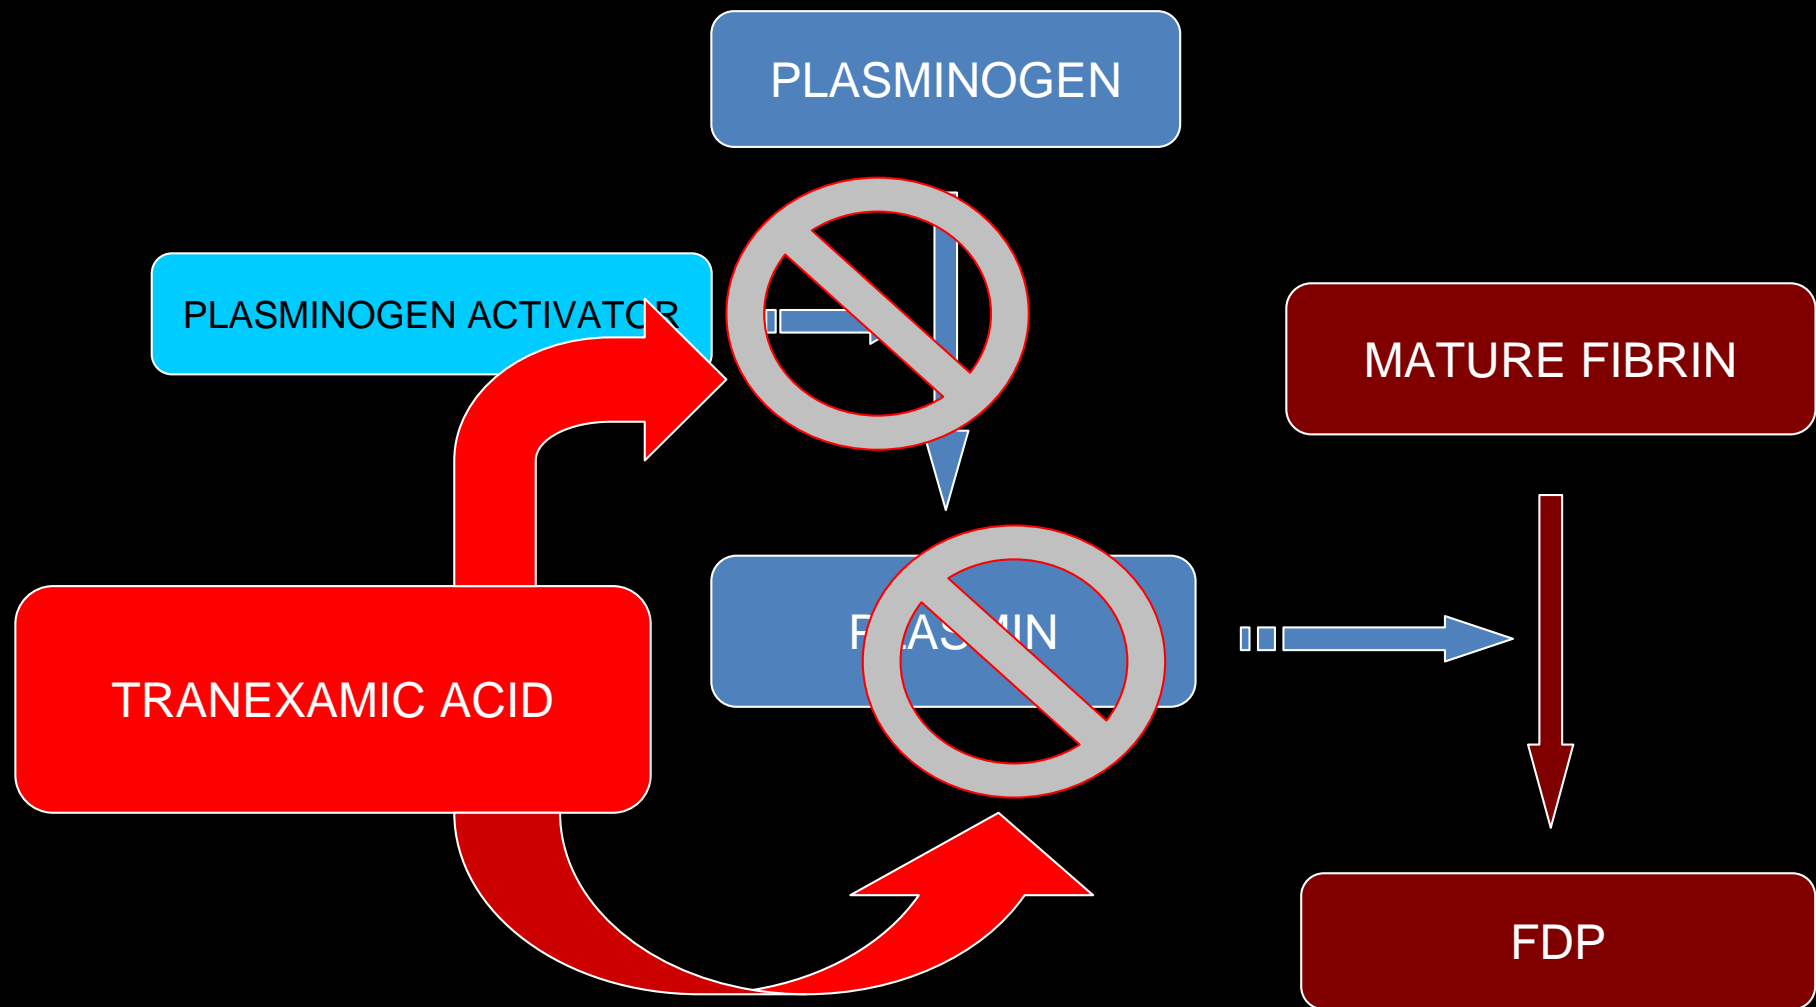 PLASMINOGEN
PLASMINOGEN ACTIVATOR
MATURE FIBRIN
PLASMIN
TRANEXAMIC ACID
FDP